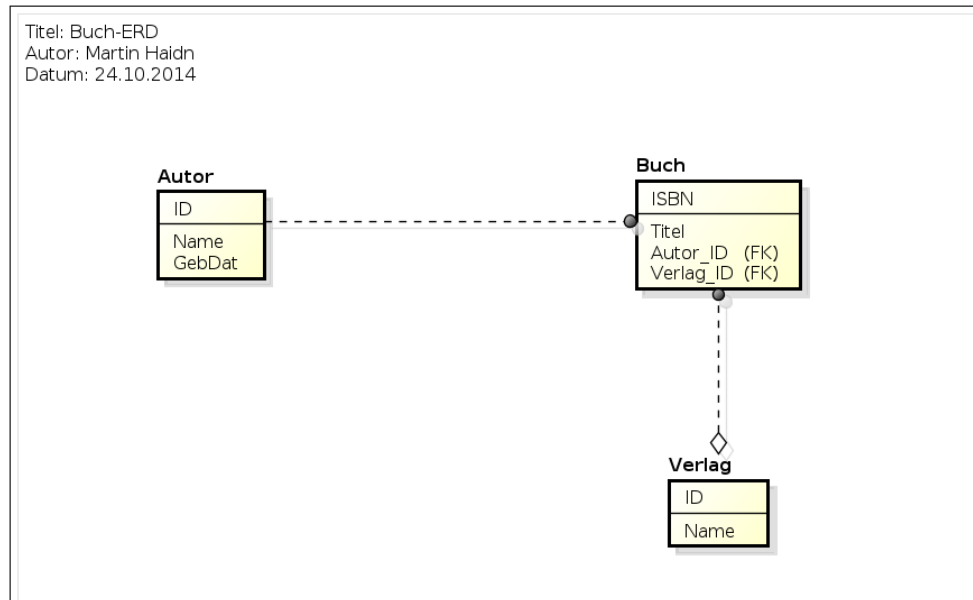 Titel: Buch-ERD
Autor: Martin Haidn
Datum: 24.10.2014
Autor
ID
Name
GebDat
Buch
ISBN
Titel
Autor_ID (FK)
Verlag_ID (FK)
Verlag
ID
Name